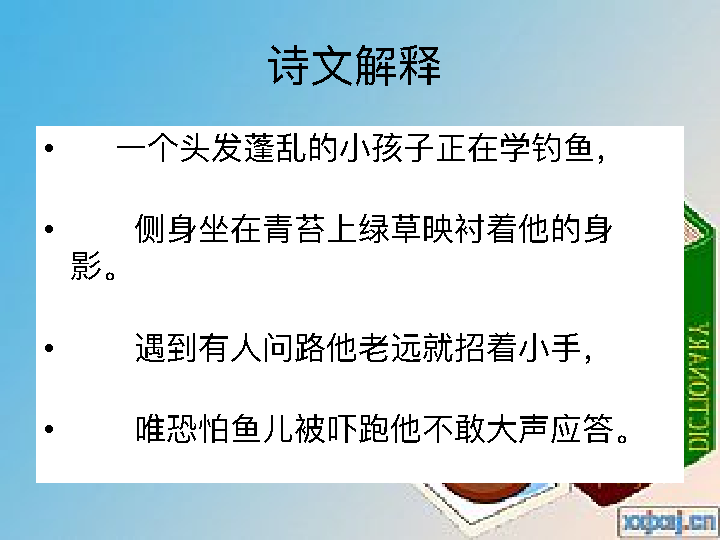 诗文解释
• 一个头发蓬乱的小孩子正在学钓鱼，
• 侧身坐在青苔上绿草映衬着他的身
影。
• 遇到有人问路他老远就招着小手，
• 唯恐怕鱼儿被吓跑他不敢大声应答。
DICTIONARY